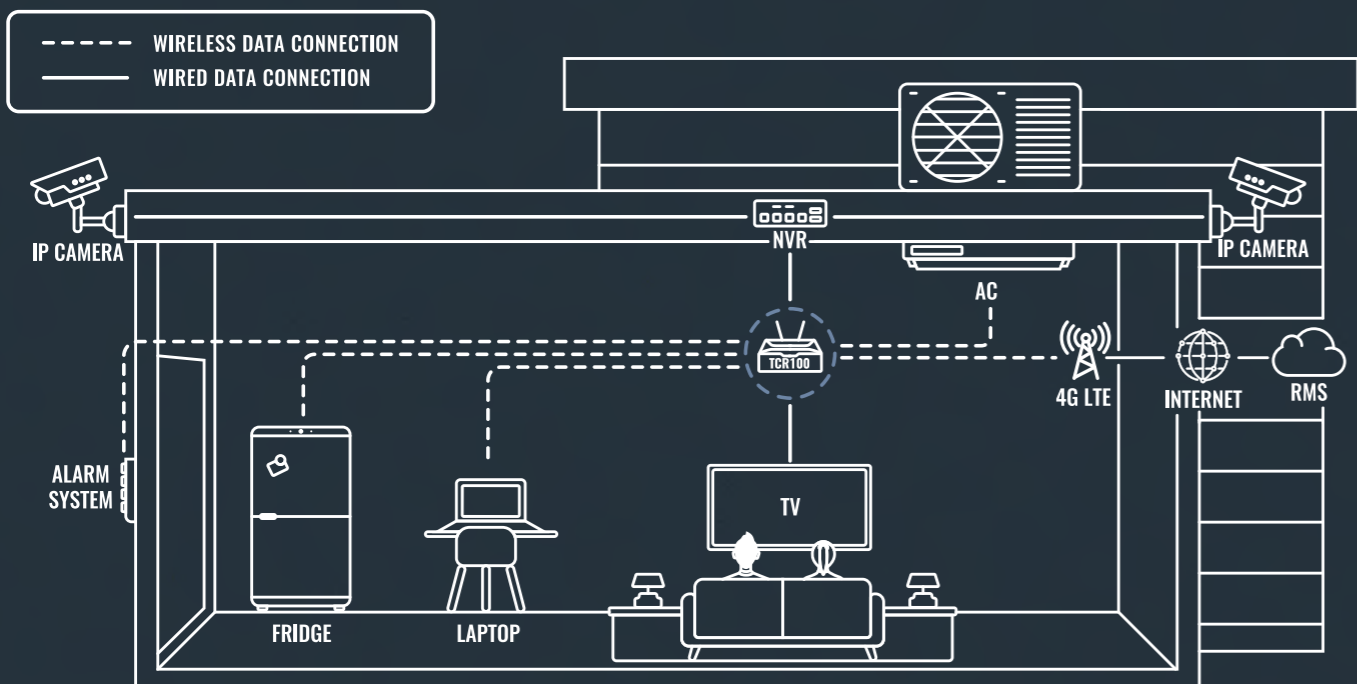 WIRELESS DATA CONNECTION
WIRED DATA CONNECTION
IP CAMERA
NVR
IP CAMERA
AC
TCR100
4G LTE
INTERNET
RMS
ALARM
SYSTEM
TV
FRIDGE
LAPTOP